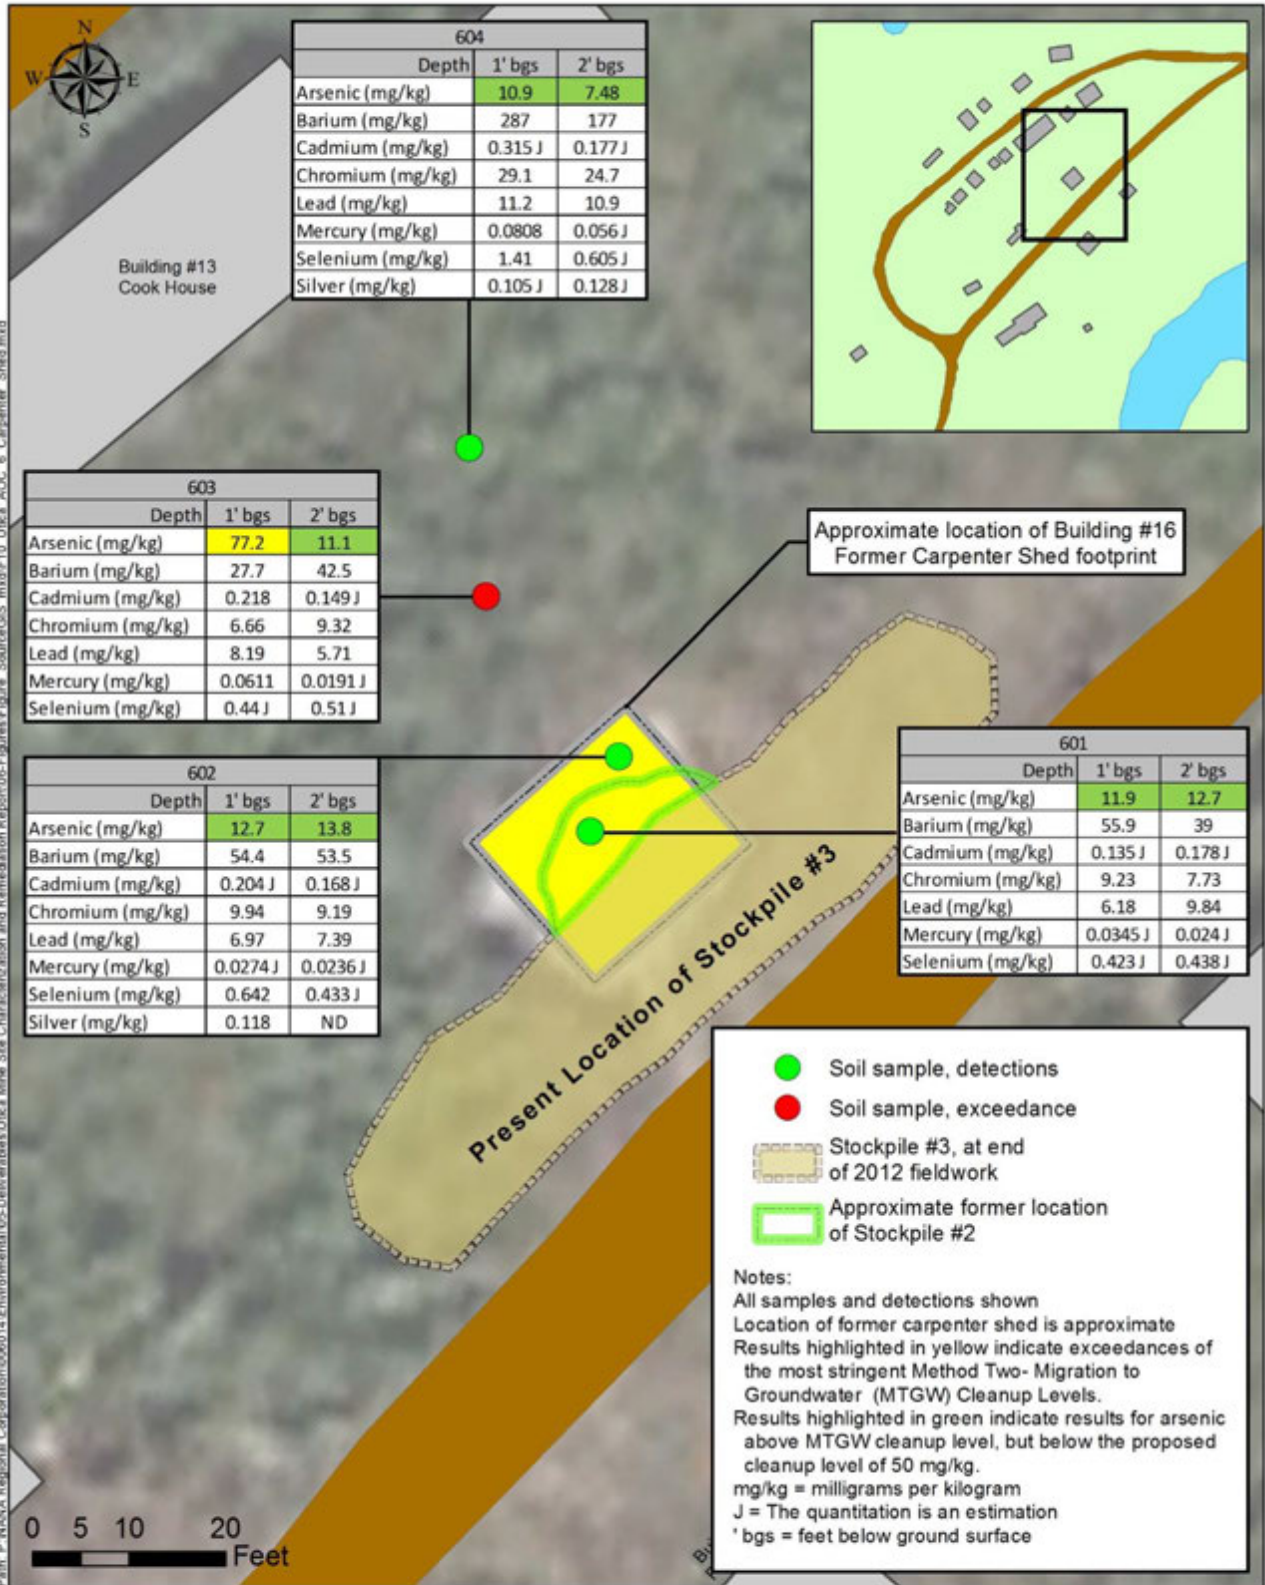 N
W E
S
604
Depth 1' bgs 2' bgs
Arsenic (mg/kg) 10.9 7.48
Barium (mg/kg) 287 177
Cadmium (mg/kg) 0.315 J 0.177 J
Chromium (mg/kg) 29.1 24.7
Lead (mg/kg) 11.2 10.9
Mercury (mg/kg) 0.0808 0.056 J
Selenium (mg/kg) 1.41 0.605 J
Silver (mg/kg) 0.105 J 0.128 J
Building #13
Cook House
603
Depth 1' bgs 2' bgs
Arsenic (mg/kg) 77.2 11.1
Barium (mg/kg) 27.7 42.5
Cadmium (mg/kg) 0.218 0.149 J
Chromium (mg/kg) 6.66 9.32
Lead (mg/kg) 8.19 5.71
Mercury (mg/kg) 0.0611 0.0191 J
Selenium (mg/kg) 0.44 J 0.51 J
Approximate location of Building #16
Former Carpenter Shed footprint
602
Depth 1' bgs 2' bgs
Arsenic (mg/kg) 12.7 13.8
Barium (mg/kg) 54.4 53.5
Cadmium (mg/kg) 0.204 J 0.168 J
Chromium (mg/kg) 9.94 9.19
Lead (mg/kg) 6.97 7.39
Mercury (mg/kg) 0.0274 J 0.0236 J
Selenium (mg/kg) 0.642 0.433 J
Silver (mg/kg) 0.118 ND
601
Depth 1' bgs 2' bgs
Arsenic (mg/kg) 11.9 12.7
Barium (mg/kg) 55.9 39
Cadmium (mg/kg) 0.135 J 0.178 J
Chromium (mg/kg) 9.23 7.73
Lead (mg/kg) 6.18 9.84
Mercury (mg/kg) 0.0345 J 0.024 J
Selenium (mg/kg) 0.423 J 0.438 J
Present Location of Stockpile #3
Soil sample, detections
Soil sample, exceedance
Stockpile #3, at end
of 2012 fieldwork
Approximate former location
of Stockpile #2
Notes:
All samples and detections shown
Location of former carpenter shed is approximate
Results highlighted in yellow indicate exceedances of
the most stringent Method Two- Migration to
Groundwater (MTGW) Cleanup Levels.
Results highlighted in green indicate results for arsenic
above MTGW cleanup level, but below the proposed
cleanup level of 50 mg/kg.
mg/kg = milligrams per kilogram
J = The quantitation is an estimation
' bgs = feet below ground surface
0 5 10 20
Feet